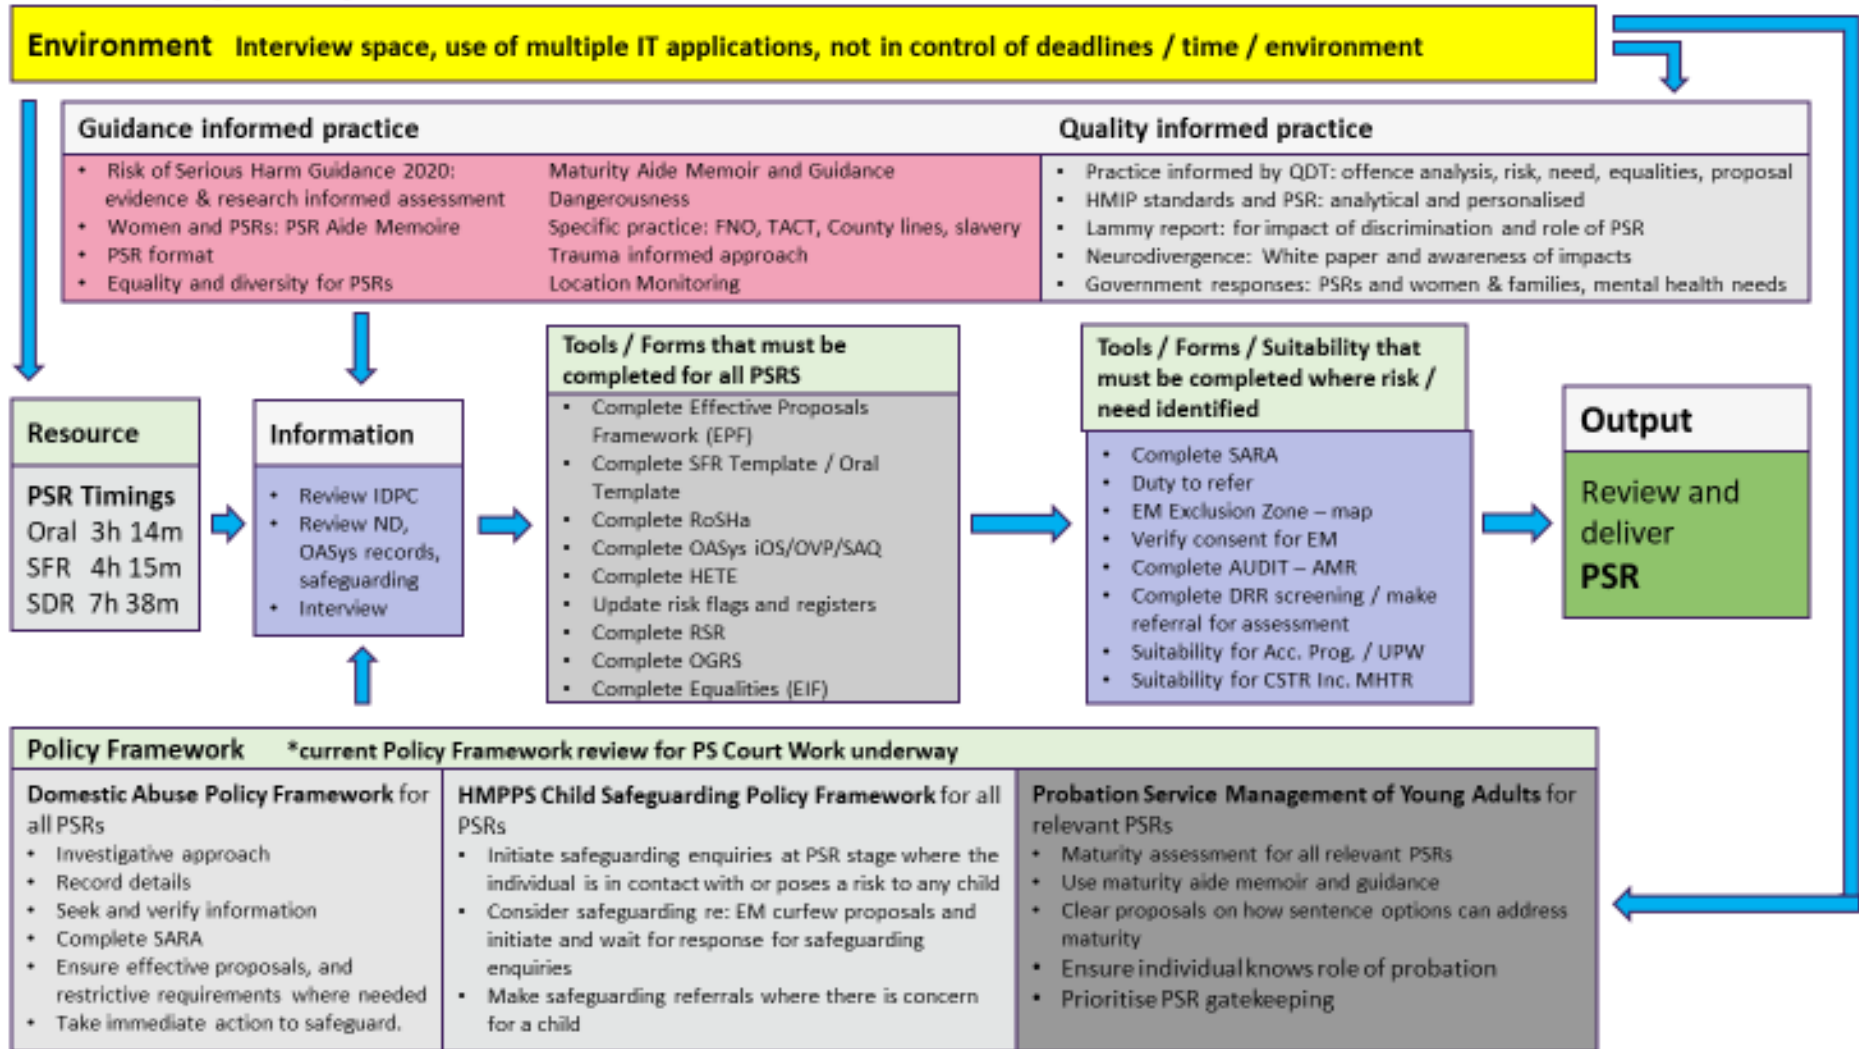 Environment Interview space, use of multiple IT applications, not in control of deadlines / time / environment
Guidance informed practice
• Risk of Serious Harm Guidance 2020:
evidence & research informed assessment
• Women and PSRs: PSR Aide Memoire
• PSR format
• Equality and diversity for PSRs
Maturity Aide Memoir and Guidance
Dangerousness
Specific practice: FNO, TACT, County lines, slavery
Trauma informed approach
Location Monitoring
Quality informed practice
• Practice informed by QDT: offence analysis, risk, need, equalities, proposal
• HMIP standards and PSR: analytical and personalised
• Lammy report: for impact of discrimination and role of PSR
• Neurodivergence: White paper and awareness of impacts
• Government responses: PSRs and women & families, mental health needs
Resource
PSR Timings
Oral 3h 14m
SFR 4h 15m
SDR 7h 38m
Information
• Review IDPC
• Review ND,
OASys records,
safeguarding
• Interview
Tools / Forms that must be
completed for all PSRS
• Complete Effective Proposals
Framework (EPF)
• Complete SFR Template / Oral
Template
• Complete RoSHa
• Complete OASys iOS/OVP/SAQ
• Complete HETE
• Update risk flags and registers
• Complete RSR
• Complete OGRS
• Complete Equalities (EIF)
Tools / Forms / Suitability that
must be completed where risk /
need identified
• Complete SARA
• Duty to refer
• EM Exclusion Zone – map
• Verify consent for EM
• Complete AUDIT – AMR
• Complete DRR screening / make
referral for assessment
• Suitability for Acc. Prog. / UPW
• Suitability for CSTR Inc. MHTR
Output
Review and
deliver
PSR
Policy Framework *current Policy Framework review for PS Court Work underway
Domestic Abuse Policy Framework for
all PSRs
• Investigative approach
• Record details
• Seek and verify information
• Complete SARA
• Ensure effective proposals, and
restrictive requirements where needed
• Take immediate action to safeguard.
HMPPS Child Safeguarding Policy Framework for all
PSRs
• Initiate safeguarding enquiries at PSR stage where the
individual is in contact with or poses a risk to any child
• Consider safeguarding re: EM curfew proposals and
initiate and wait for response for safeguarding
enquiries
• Make safeguarding referrals where there is concern
for a child
Probation Service Management of Young Adults for
relevant PSRs
• Maturity assessment for all relevant PSRs
• Use maturity aide memoir and guidance
• Clear proposals on how sentence options can address
maturity
• Ensure individual knows role of probation
• Prioritise PSR gatekeeping